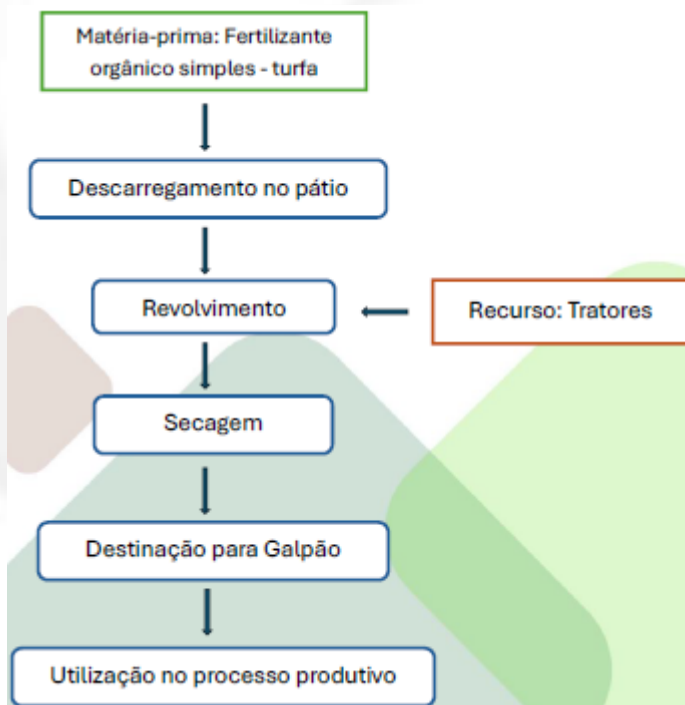 Matéria-prima: Fertilizante
orgânico simples - turfa
Descarregamento no pátio
Revolvimento
Recurso: Tratores
Secagem
Destinação para Galpão
Utilização no processo produtivo